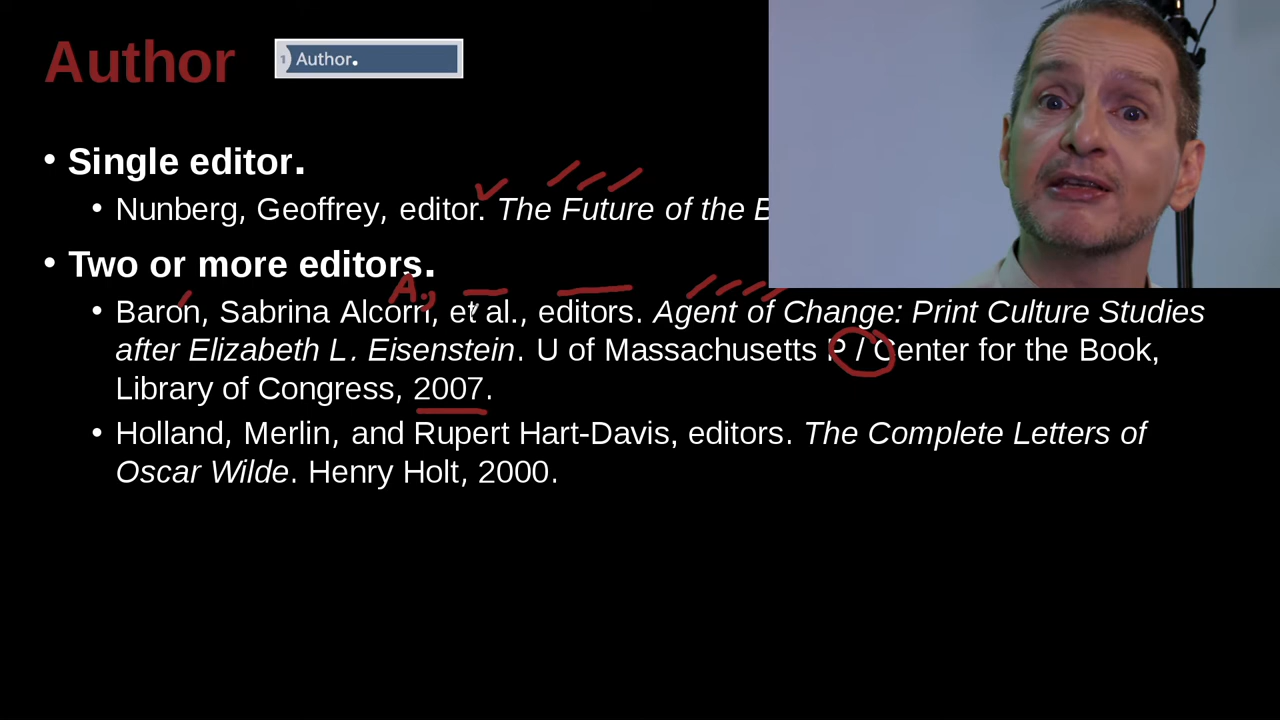 Author
1 Author.
• Single editor.
• Nunberg, Geoffrey, editor. The Future of the B
• Two or more editors.
A.,
• Baron, Sabrina Alcorn, et al., editors. Agent of Change: Print Culture Studies
after Elizabeth L. Eisenstein. U of Massachusetts P / Center for the Book,
Library of Congress, 2007.
• Holland, Merlin, and Rupert Hart-Davis, editors. The Complete Letters of
Oscar Wilde. Henry Holt, 2000.